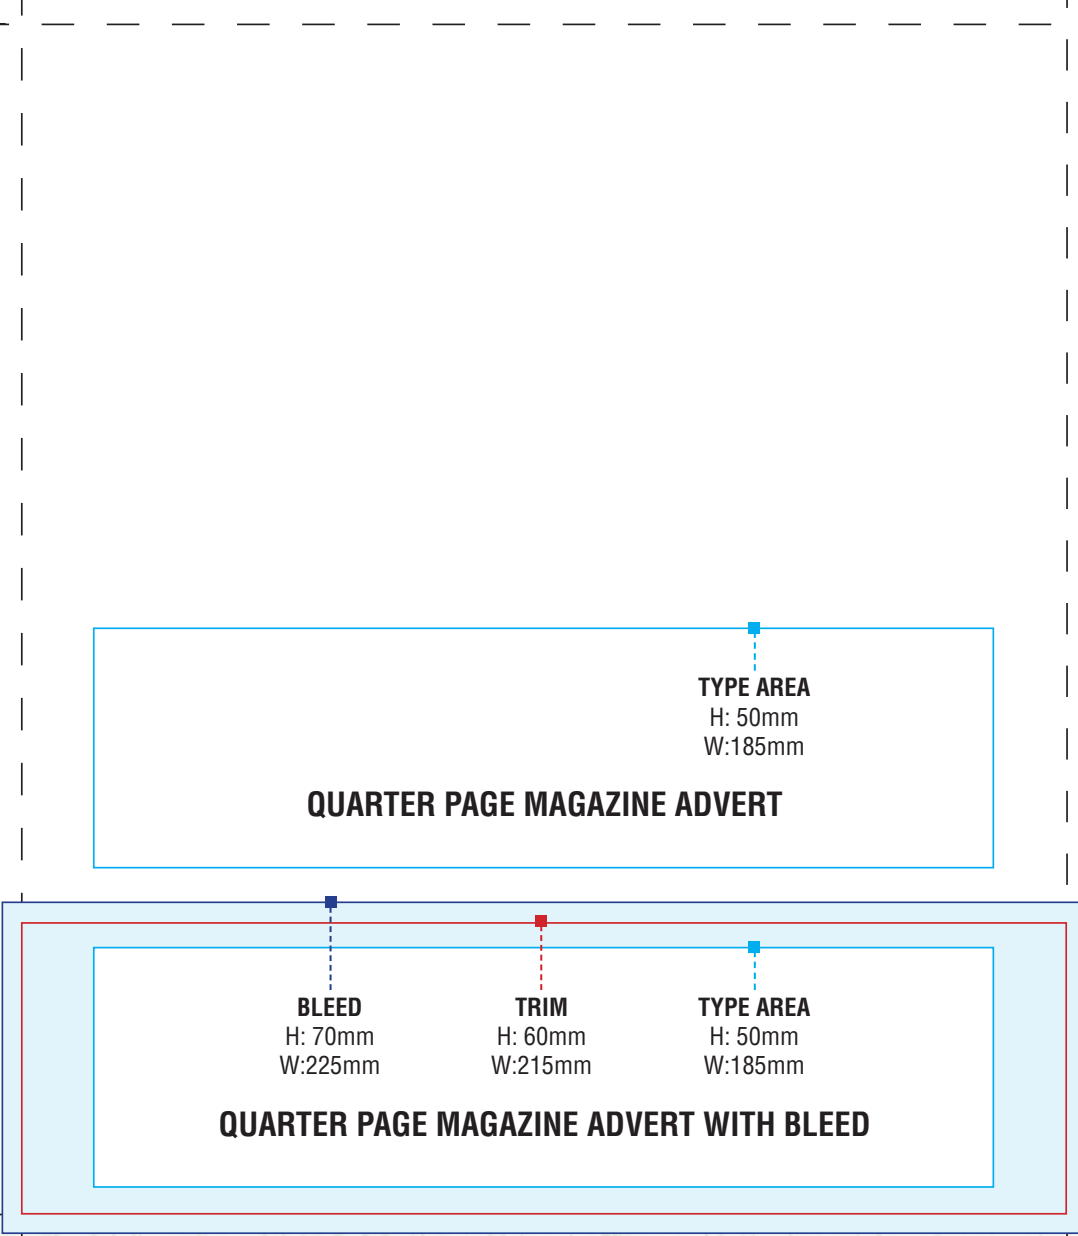 TYPE AREA
H: 50mm
W:185mm
QUARTER PAGE MAGAZINE ADVERT
BLEED
H: 70mm
W:225mm
TRIM
H: 60mm
W:215mm
TYPE AREA
H: 50mm
W:185mm
QUARTER PAGE MAGAZINE ADVERT WITH BLEED